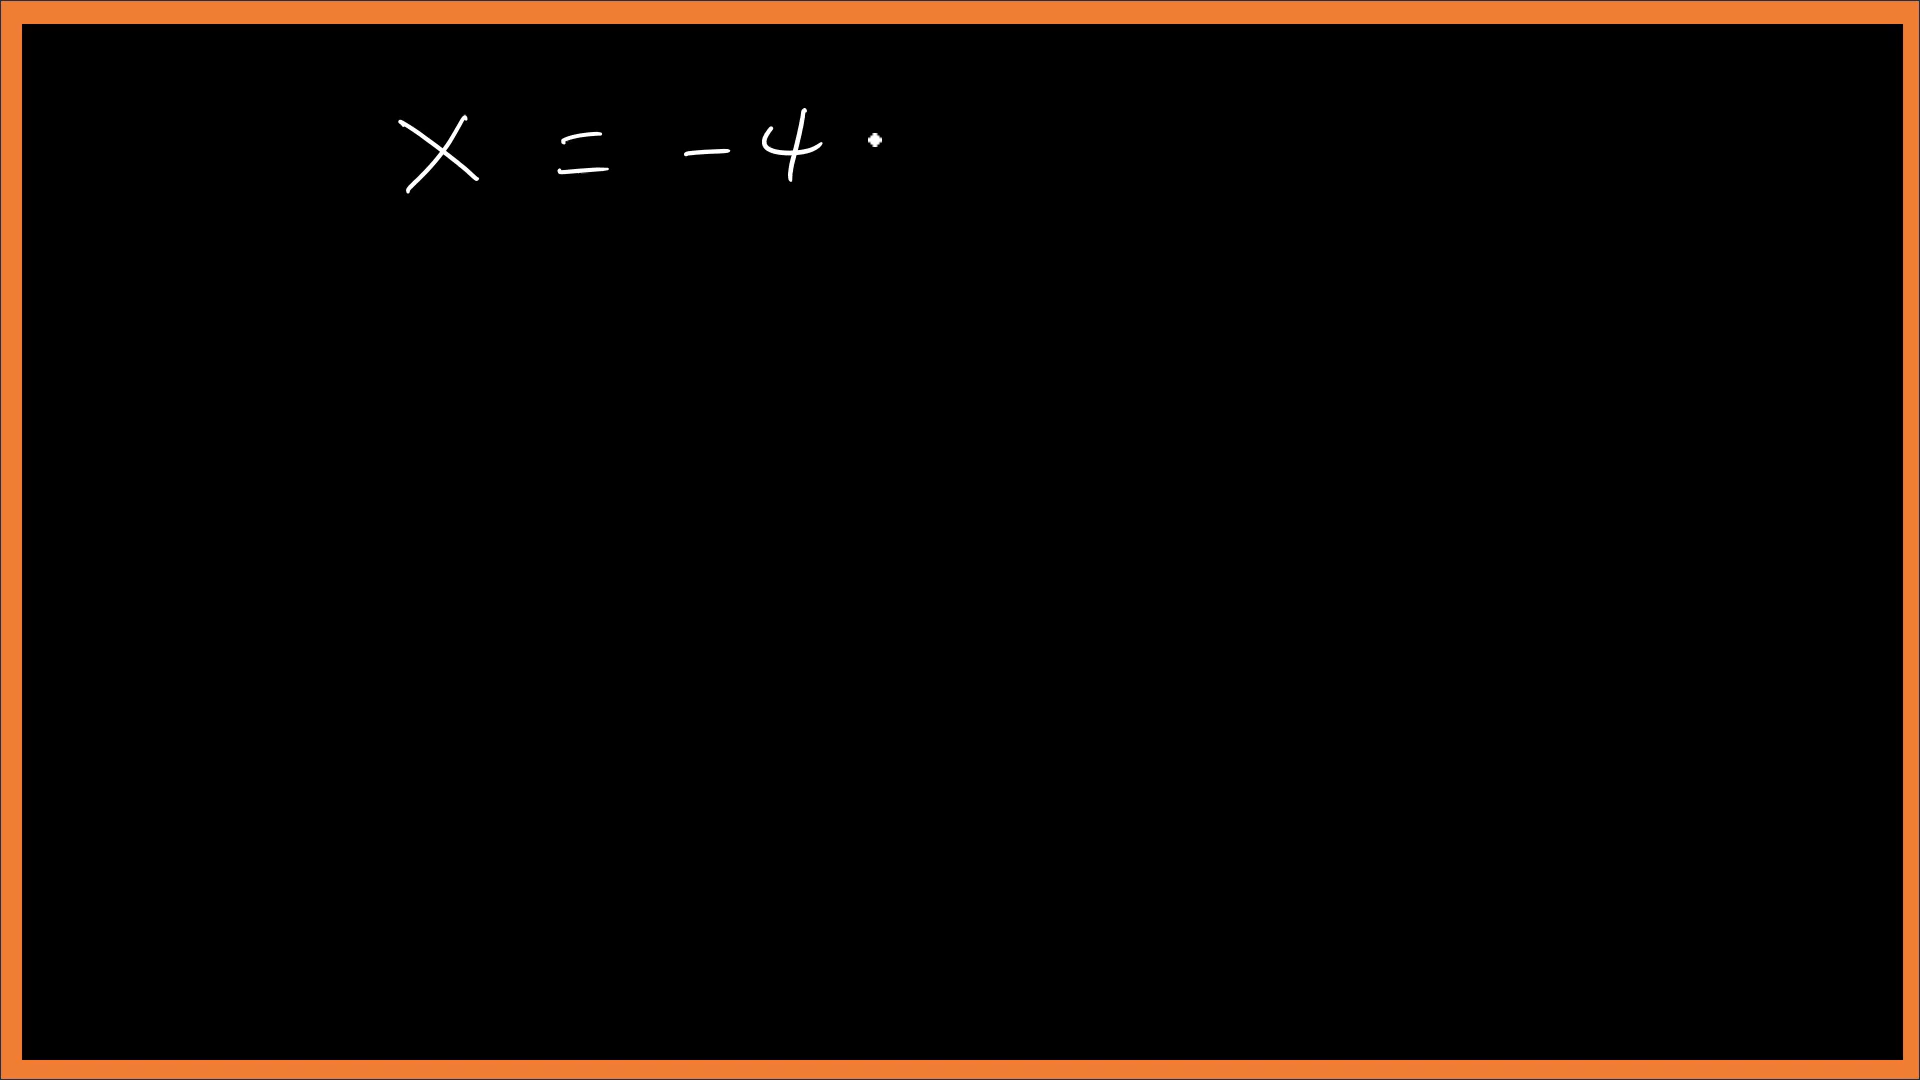 x = -4